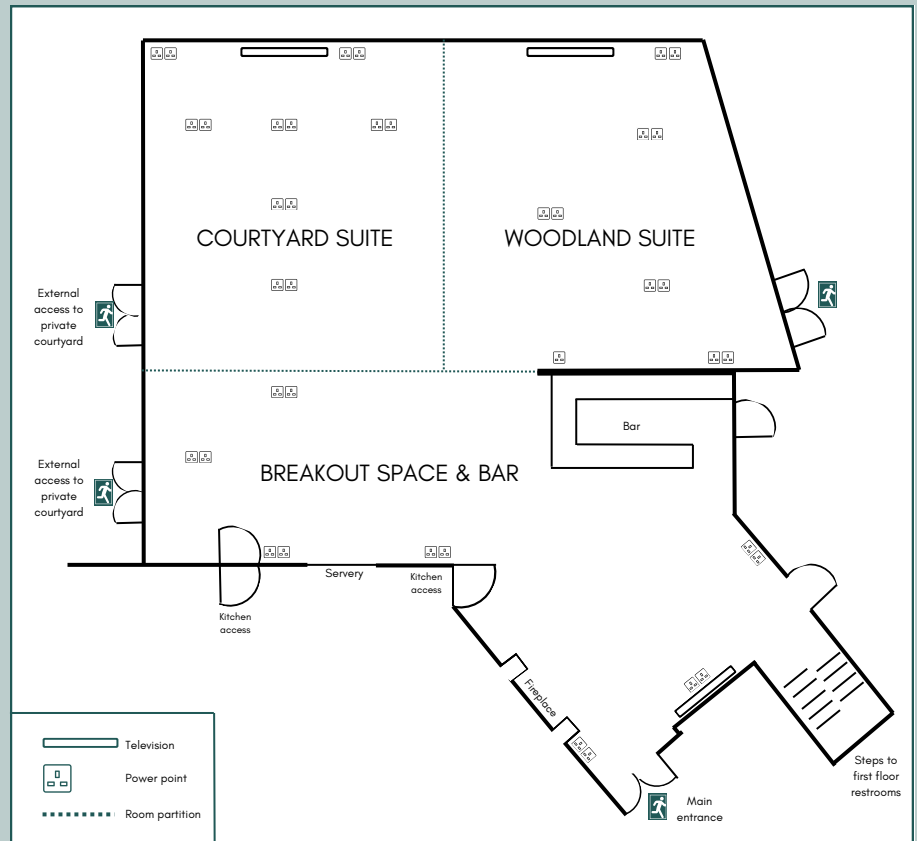 COURTYARD SUITE
WOODLAND SUITE
External
access to
private
courtyard
Bar
BREAKOUT SPACE & BAR
External
access to
private
courtyard
Servery
Kitchen
access
Kitchen
access
Fireplace
Television
Power point
Room partition
Main
entrance
Steps to
first floor
restrooms